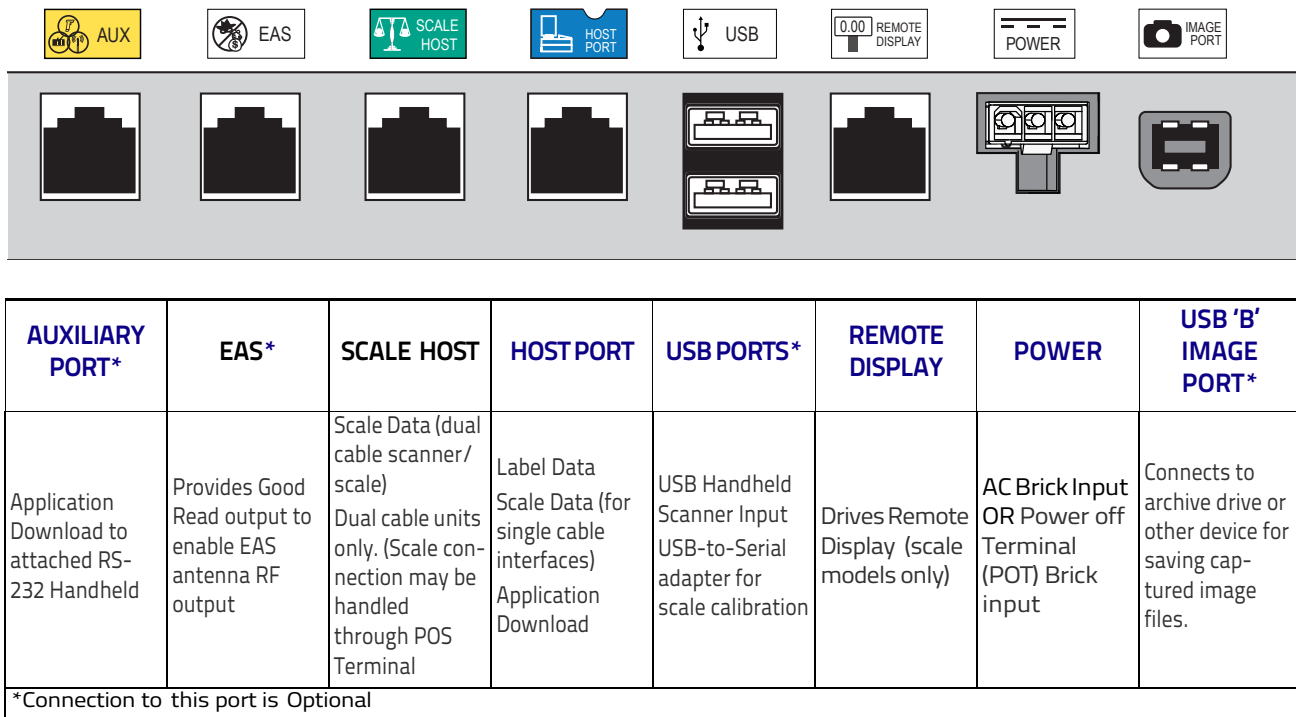 AUX
EAS
SCALE
HOST
HOST
PORT
USB
0.00
REMOTE
DISPLAY
POWER
IMAGE
PORT
AUXILIARY
PORT*
EAS*
SCALE HOST
HOST PORT
USB PORTS*
REMOTE
DISPLAY
POWER
USB ‘B’
IMAGE
PORT*
Application
Download to
attached RS-
232 Handheld
Provides Good
Read output to
enable EAS
antenna RF
output
Scale Data (dual
cable scanner/
scale)
Dual cable units
only. (Scale con-
nection may be
handled
through POS
Terminal
Label Data
Scale Data (for
single cable
interfaces)
Application
Download
USB Handheld
Scanner Input
USB-to-Serial
adapter for
scale calibration
Drives Remote
Display (scale
models only)
AC Brick Input
OR Power off
Terminal
(POT) Brick
input
Connects to
archive drive or
other device for
saving cap-
tured image
files.
*Connection to this port is Optional